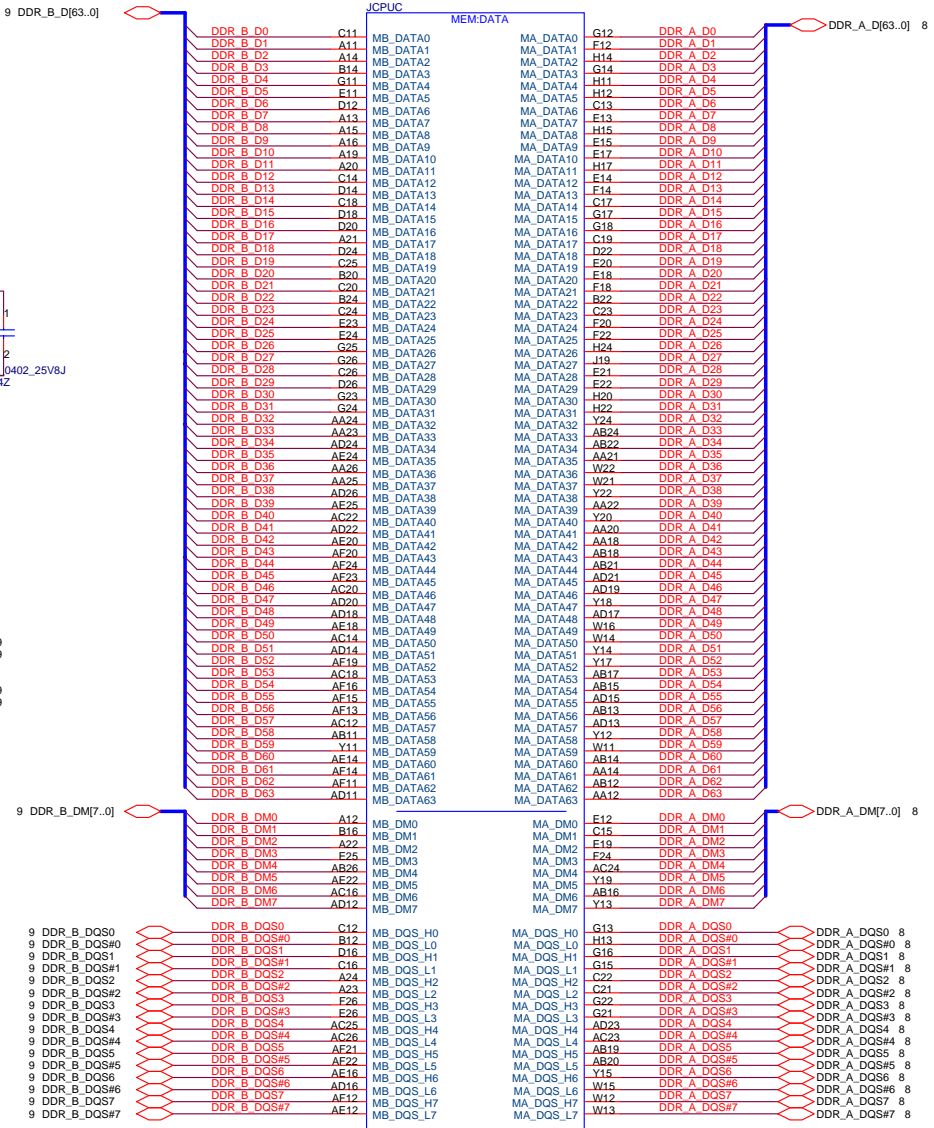 9 DDR_B_D[63..0]
JCPUC
MEM:DATA
DDR_A_D[63..0] 8
DDR_B_D0 C11 MB_DATA0 MA_DATA0 G12 DDR_A_D0
DDR_B_D1 A11 MB_DATA1 MA_DATA1 F12 DDR_A_D1
DDR_B_D2 A14 MB_DATA2 MA_DATA2 H14 DDR_A_D2
DDR_B_D3 B14 MB_DATA3 MA_DATA3 G14 DDR_A_D3
DDR_B_D4 G11 MB_DATA4 MA_DATA4 H11 DDR_A_D4
DDR_B_D5 E11 MB_DATA5 MA_DATA5 H12 DDR_A_D5
DDR_B_D6 D12 MB_DATA6 MA_DATA6 C13 DDR_A_D6
DDR_B_D7 A13 MB_DATA7 MA_DATA7 E13 DDR_A_D7
DDR_B_D8 A15 MB_DATA8 MA_DATA8 H15 DDR_A_D8
DDR_B_D9 A16 MB_DATA9 MA_DATA9 E15 DDR_A_D9
DDR_B_D10 A19 MB_DATA10 MA_DATA10 E17 DDR_A_D10
DDR_B_D11 A20 MB_DATA11 MA_DATA11 H17 DDR_A_D11
DDR_B_D12 C14 MB_DATA12 MA_DATA12 E14 DDR_A_D12
DDR_B_D13 D14 MB_DATA13 MA_DATA13 F14 DDR_A_D13
DDR_B_D14 C18 MB_DATA14 MA_DATA14 C17 DDR_A_D14
DDR_B_D15 D18 MB_DATA15 MA_DATA15 G17 DDR_A_D15
DDR_B_D16 D20 MB_DATA16 MA_DATA16 G18 DDR_A_D16
DDR_B_D17 A21 MB_DATA17 MA_DATA17 C19 DDR_A_D17
DDR_B_D18 D24 MB_DATA18 MA_DATA18 D22 DDR_A_D18
DDR_B_D19 C25 MB_DATA19 MA_DATA19 E20 DDR_A_D19
DDR_B_D20 B20 MB_DATA20 MA_DATA20 E18 DDR_A_D20
DDR_B_D21 C20 MB_DATA21 MA_DATA21 F18 DDR_A_D21
DDR_B_D22 B24 MB_DATA22 MA_DATA22 B22 DDR_A_D22
DDR_B_D23 C24 MB_DATA23 MA_DATA23 C23 DDR_A_D23
DDR_B_D24 E23 MB_DATA24 MA_DATA24 F20 DDR_A_D24
DDR_B_D25 E24 MB_DATA25 MA_DATA25 F22 DDR_A_D25
DDR_B_D26 G25 MB_DATA26 MA_DATA26 H24 DDR_A_D26
DDR_B_D27 G26 MB_DATA27 MA_DATA27 J19 DDR_A_D27
DDR_B_D28 C26 MB_DATA28 MA_DATA28 E21 DDR_A_D28
DDR_B_D29 D26 MB_DATA29 MA_DATA29 E22 DDR_A_D29
DDR_B_D30 G23 MB_DATA30 MA_DATA30 H20 DDR_A_D30
DDR_B_D31 G24 MB_DATA31 MA_DATA31 H22 DDR_A_D31
DDR_B_D32 AA24 MB_DATA32 MA_DATA32 Y24 DDR_A_D32
DDR_B_D33 AA23 MB_DATA33 MA_DATA33 AB24 DDR_A_D33
DDR_B_D34 AD24 MB_DATA34 MA_DATA34 AB22 DDR_A_D34
DDR_B_D35 AE24 MB_DATA35 MA_DATA35 AA21 DDR_A_D35
DDR_B_D36 AA26 MB_DATA36 MA_DATA36 W22 DDR_A_D36
DDR_B_D37 AA25 MB_DATA37 MA_DATA37 W21 DDR_A_D37
DDR_B_D38 AD26 MB_DATA38 MA_DATA38 Y22 DDR_A_D38
DDR_B_D39 AE25 MB_DATA39 MA_DATA39 AA22 DDR_A_D39
DDR_B_D40 AC22 MB_DATA40 MA_DATA40 Y20 DDR_A_D40
DDR_B_D41 AD22 MB_DATA41 MA_DATA41 AA20 DDR_A_D41
DDR_B_D42 AE20 MB_DATA42 MA_DATA42 AA18 DDR_A_D42
DDR_B_D43 AF20 MB_DATA43 MA_DATA43 AB18 DDR_A_D43
DDR_B_D44 AF24 MB_DATA44 MA_DATA44 AB21 DDR_A_D44
DDR_B_D45 AF23 MB_DATA45 MA_DATA45 AD21 DDR_A_D45
DDR_B_D46 AC20 MB_DATA46 MA_DATA46 AD19 DDR_A_D46
DDR_B_D47 AD20 MB_DATA47 MA_DATA47 Y18 DDR_A_D47
DDR_B_D48 AD18 MB_DATA48 MA_DATA48 AD17 DDR_A_D48
DDR_B_D49 AE18 MB_DATA49 MA_DATA49 W16 DDR_A_D49
DDR_B_D50 AC14 MB_DATA50 MA_DATA50 W14 DDR_A_D50
DDR_B_D51 AD14 MB_DATA51 MA_DATA51 Y14 DDR_A_D51
DDR_B_D52 AF19 MB_DATA52 MA_DATA52 Y17 DDR_A_D52
DDR_B_D53 AC18 MB_DATA53 MA_DATA53 AB17 DDR_A_D53
DDR_B_D54 AF16 MB_DATA54 MA_DATA54 AB15 DDR_A_D54
DDR_B_D55 AF15 MB_DATA55 MA_DATA55 AD15 DDR_A_D55
DDR_B_D56 AF13 MB_DATA56 MA_DATA56 AB13 DDR_A_D56
DDR_B_D57 AC12 MB_DATA57 MA_DATA57 AD13 DDR_A_D57
DDR_B_D58 AB11 MB_DATA58 MA_DATA58 Y12 DDR_A_D58
DDR_B_D59 Y11 MB_DATA59 MA_DATA59 W11 DDR_A_D59
DDR_B_D60 AE14 MB_DATA60 MA_DATA60 AB14 DDR_A_D60
DDR_B_D61 AF14 MB_DATA61 MA_DATA61 AA14 DDR_A_D61
DDR_B_D62 AF11 MB_DATA62 MA_DATA62 AB12 DDR_A_D62
DDR_B_D63 AD11 MB_DATA63 MA_DATA63 AA12 DDR_A_D63
1
2
0402_25V8J
4Z
9 DDR_B_DM[7..0]
DDR_A_DM[7..0] 8
DDR_B_DM0 A12 MB_DM0 MA_DM0 E12 DDR_A_DM0
DDR_B_DM1 B16 MB_DM1 MA_DM1 C15 DDR_A_DM1
DDR_B_DM2 A22 MB_DM2 MA_DM2 E19 DDR_A_DM2
DDR_B_DM3 E25 MB_DM3 MA_DM3 F24 DDR_A_DM3
DDR_B_DM4 AB26 MB_DM4 MA_DM4 AC24 DDR_A_DM4
DDR_B_DM5 AE22 MB_DM5 MA_DM5 Y19 DDR_A_DM5
DDR_B_DM6 AC16 MB_DM6 MA_DM6 AB16 DDR_A_DM6
DDR_B_DM7 AD12 MB_DM7 MA_DM7 Y13 DDR_A_DM7
9 DDR_B_DQS0 DDR_B_DQS0 C12 MB_DQS_H0 MA_DQS_H0 G13 DDR_A_DQS0 DDR_A_DQS0 8
9 DDR_B_DQS#0 DDR_B_DQS#0 B12 MB_DQS_L0 MA_DQS_L0 H13 DDR_A_DQS#0 DDR_A_DQS#0 8
9 DDR_B_DQS1 DDR_B_DQS1 D16 MB_DQS_H1 MA_DQS_H1 G16 DDR_A_DQS1 DDR_A_DQS1 8
9 DDR_B_DQS#1 DDR_B_DQS#1 C16 MB_DQS_L1 MA_DQS_L1 G15 DDR_A_DQS#1 DDR_A_DQS#1 8
9 DDR_B_DQS2 DDR_B_DQS2 A24 MB_DQS_H2 MA_DQS_H2 C22 DDR_A_DQS2 DDR_A_DQS2 8
9 DDR_B_DQS#2 DDR_B_DQS#2 A23 MB_DQS_L2 MA_DQS_L2 C21 DDR_A_DQS#2 DDR_A_DQS#2 8
9 DDR_B_DQS3 DDR_B_DQS3 F26 MB_DQS_H3 MA_DQS_H3 G22 DDR_A_DQS3 DDR_A_DQS3 8
9 DDR_B_DQS#3 DDR_B_DQS#3 E26 MB_DQS_L3 MA_DQS_L3 G21 DDR_A_DQS#3 DDR_A_DQS#3 8
9 DDR_B_DQS4 DDR_B_DQS4 AC25 MB_DQS_H4 MA_DQS_H4 AD23 DDR_A_DQS4 DDR_A_DQS4 8
9 DDR_B_DQS#4 DDR_B_DQS#4 AC26 MB_DQS_L4 MA_DQS_L4 AC23 DDR_A_DQS#4 DDR_A_DQS#4 8
9 DDR_B_DQS5 DDR_B_DQS5 AF21 MB_DQS_H5 MA_DQS_H5 AB19 DDR_A_DQS5 DDR_A_DQS5 8
9 DDR_B_DQS#5 DDR_B_DQS#5 AF22 MB_DQS_L5 MA_DQS_L5 AB20 DDR_A_DQS#5 DDR_A_DQS#5 8
9 DDR_B_DQS6 DDR_B_DQS6 AE16 MB_DQS_H6 MA_DQS_H6 Y15 DDR_A_DQS6 DDR_A_DQS6 8
9 DDR_B_DQS#6 DDR_B_DQS#6 AD16 MB_DQS_L6 MA_DQS_L6 W15 DDR_A_DQS#6 DDR_A_DQS#6 8
9 DDR_B_DQS7 DDR_B_DQS7 AF12 MB_DQS_H7 MA_DQS_H7 W12 DDR_A_DQS7 DDR_A_DQS7 8
9 DDR_B_DQS#7 DDR_B_DQS#7 AE12 MB_DQS_L7 MA_DQS_L7 W13 DDR_A_DQS#7 DDR_A_DQS#7 8